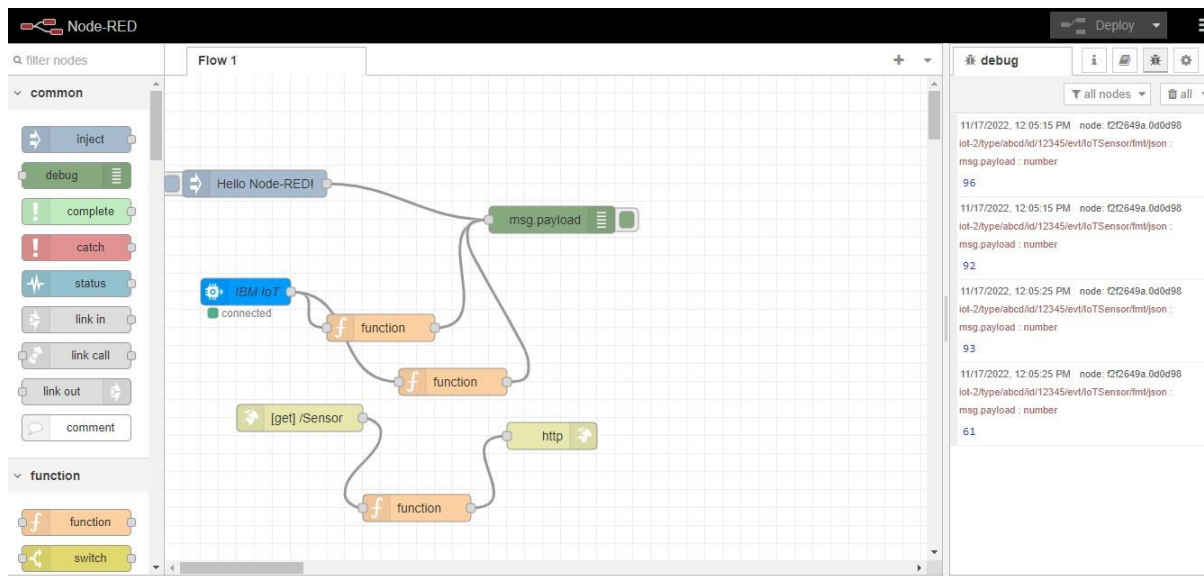 Node-RED
Deploy
filter nodes
Flow 1
debug
i
common
all nodes
all
inject
debug
complete
catch
status
link in
link call
link out
comment
function
function
switch
Hello Node-RED!
msg.payload
IBM IoT
connected
function
function
[get] /Sensor
http
function
11/17/2022, 12:05:15 PM node: f2f2649a.0d0d98
iot-2/type/abcd/id/12345/evt/IoTSensor/fmt/json :
msg.payload : number
96
11/17/2022, 12:05:15 PM node: f2f2649a.0d0d98
iot-2/type/abcd/id/12345/evt/IoTSensor/fmt/json :
msg.payload : number
92
11/17/2022, 12:05:25 PM node: f2f2649a.0d0d98
iot-2/type/abcd/id/12345/evt/IoTSensor/fmt/json :
msg.payload : number
93
11/17/2022, 12:05:25 PM node: f2f2649a.0d0d98
iot-2/type/abcd/id/12345/evt/IoTSensor/fmt/json :
msg.payload : number
61